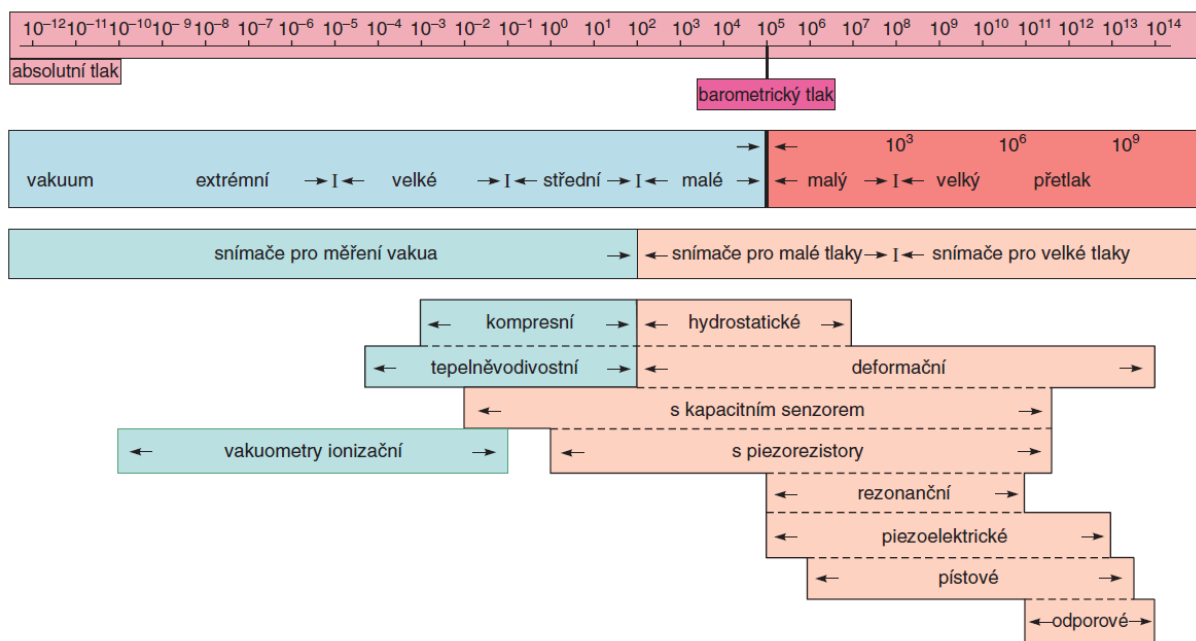 10⁻¹² 10⁻¹¹ 10⁻¹⁰ 10⁻⁹ 10⁻⁸ 10⁻⁷ 10⁻⁶ 10⁻⁵ 10⁻⁴ 10⁻³ 10⁻² 10⁻¹ 10⁰ 10¹ 10² 10³ 10⁴ 10⁵ 10⁶ 10⁷ 10⁸ 10⁹ 10¹⁰ 10¹¹ 10¹² 10¹³ 10¹⁴
absolutní tlak
barometrický tlak
10³ 10⁶ 10⁹
vakuum extrémní velké střední malé malý velký přetlak
snímače pro měření vakua snímače pro malé tlaky snímače pro velké tlaky
kompresní hydrostatické
tepelněvodivostní deformační
s kapacitním senzorem
vakuometry ionizační s piezorezistory
rezonanční
piezoelektrické
pístové
odporové